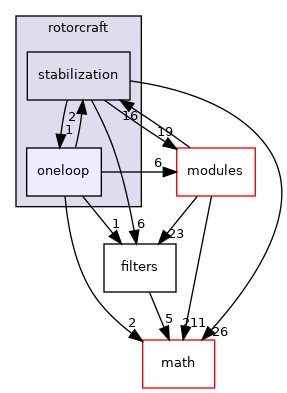 rotorcraft
stabilization
2
1
16
19
oneloop
6
modules
1
6
23
filters
2
5
211
26
math